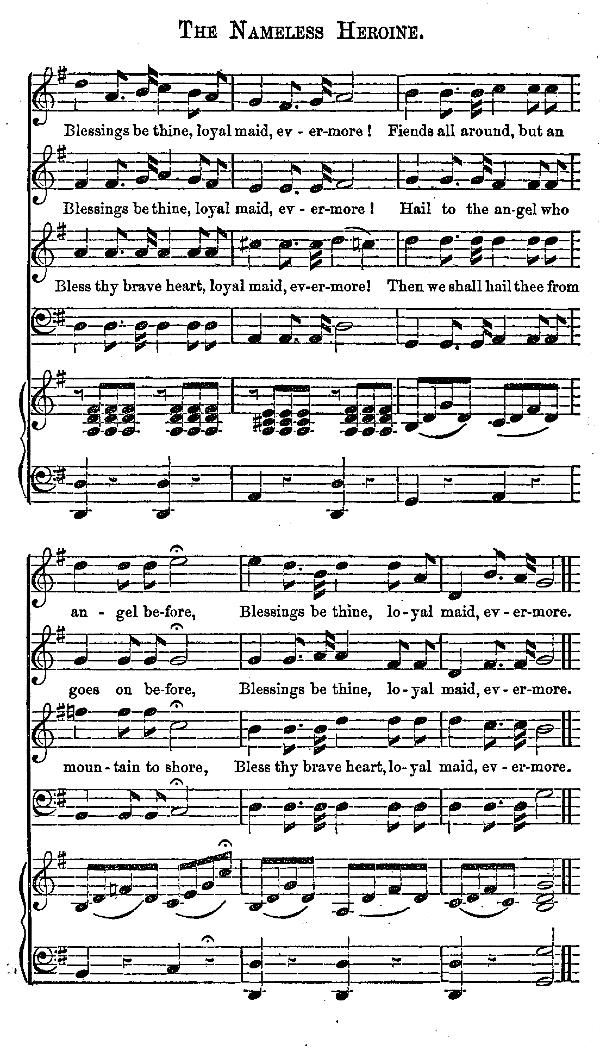 THE NAMELESS HEROINE.
Blessings be thine, loyal maid, ev - er-more! Fiends all around, but an
Blessings be thine, loyal maid, ev - er-more! Hail to the an-gel who
Bless thy brave heart, loyal maid, ev-er-more! Then we shall hail thee from
an - gel be-fore, Blessings be thine, lo-yal maid, ev-er-more.
goes on be-fore, Blessings be thine, lo-yal maid, ev-er-more.
moun-tain to shore, Bless thy brave heart, lo-yal maid, ev-er-more.